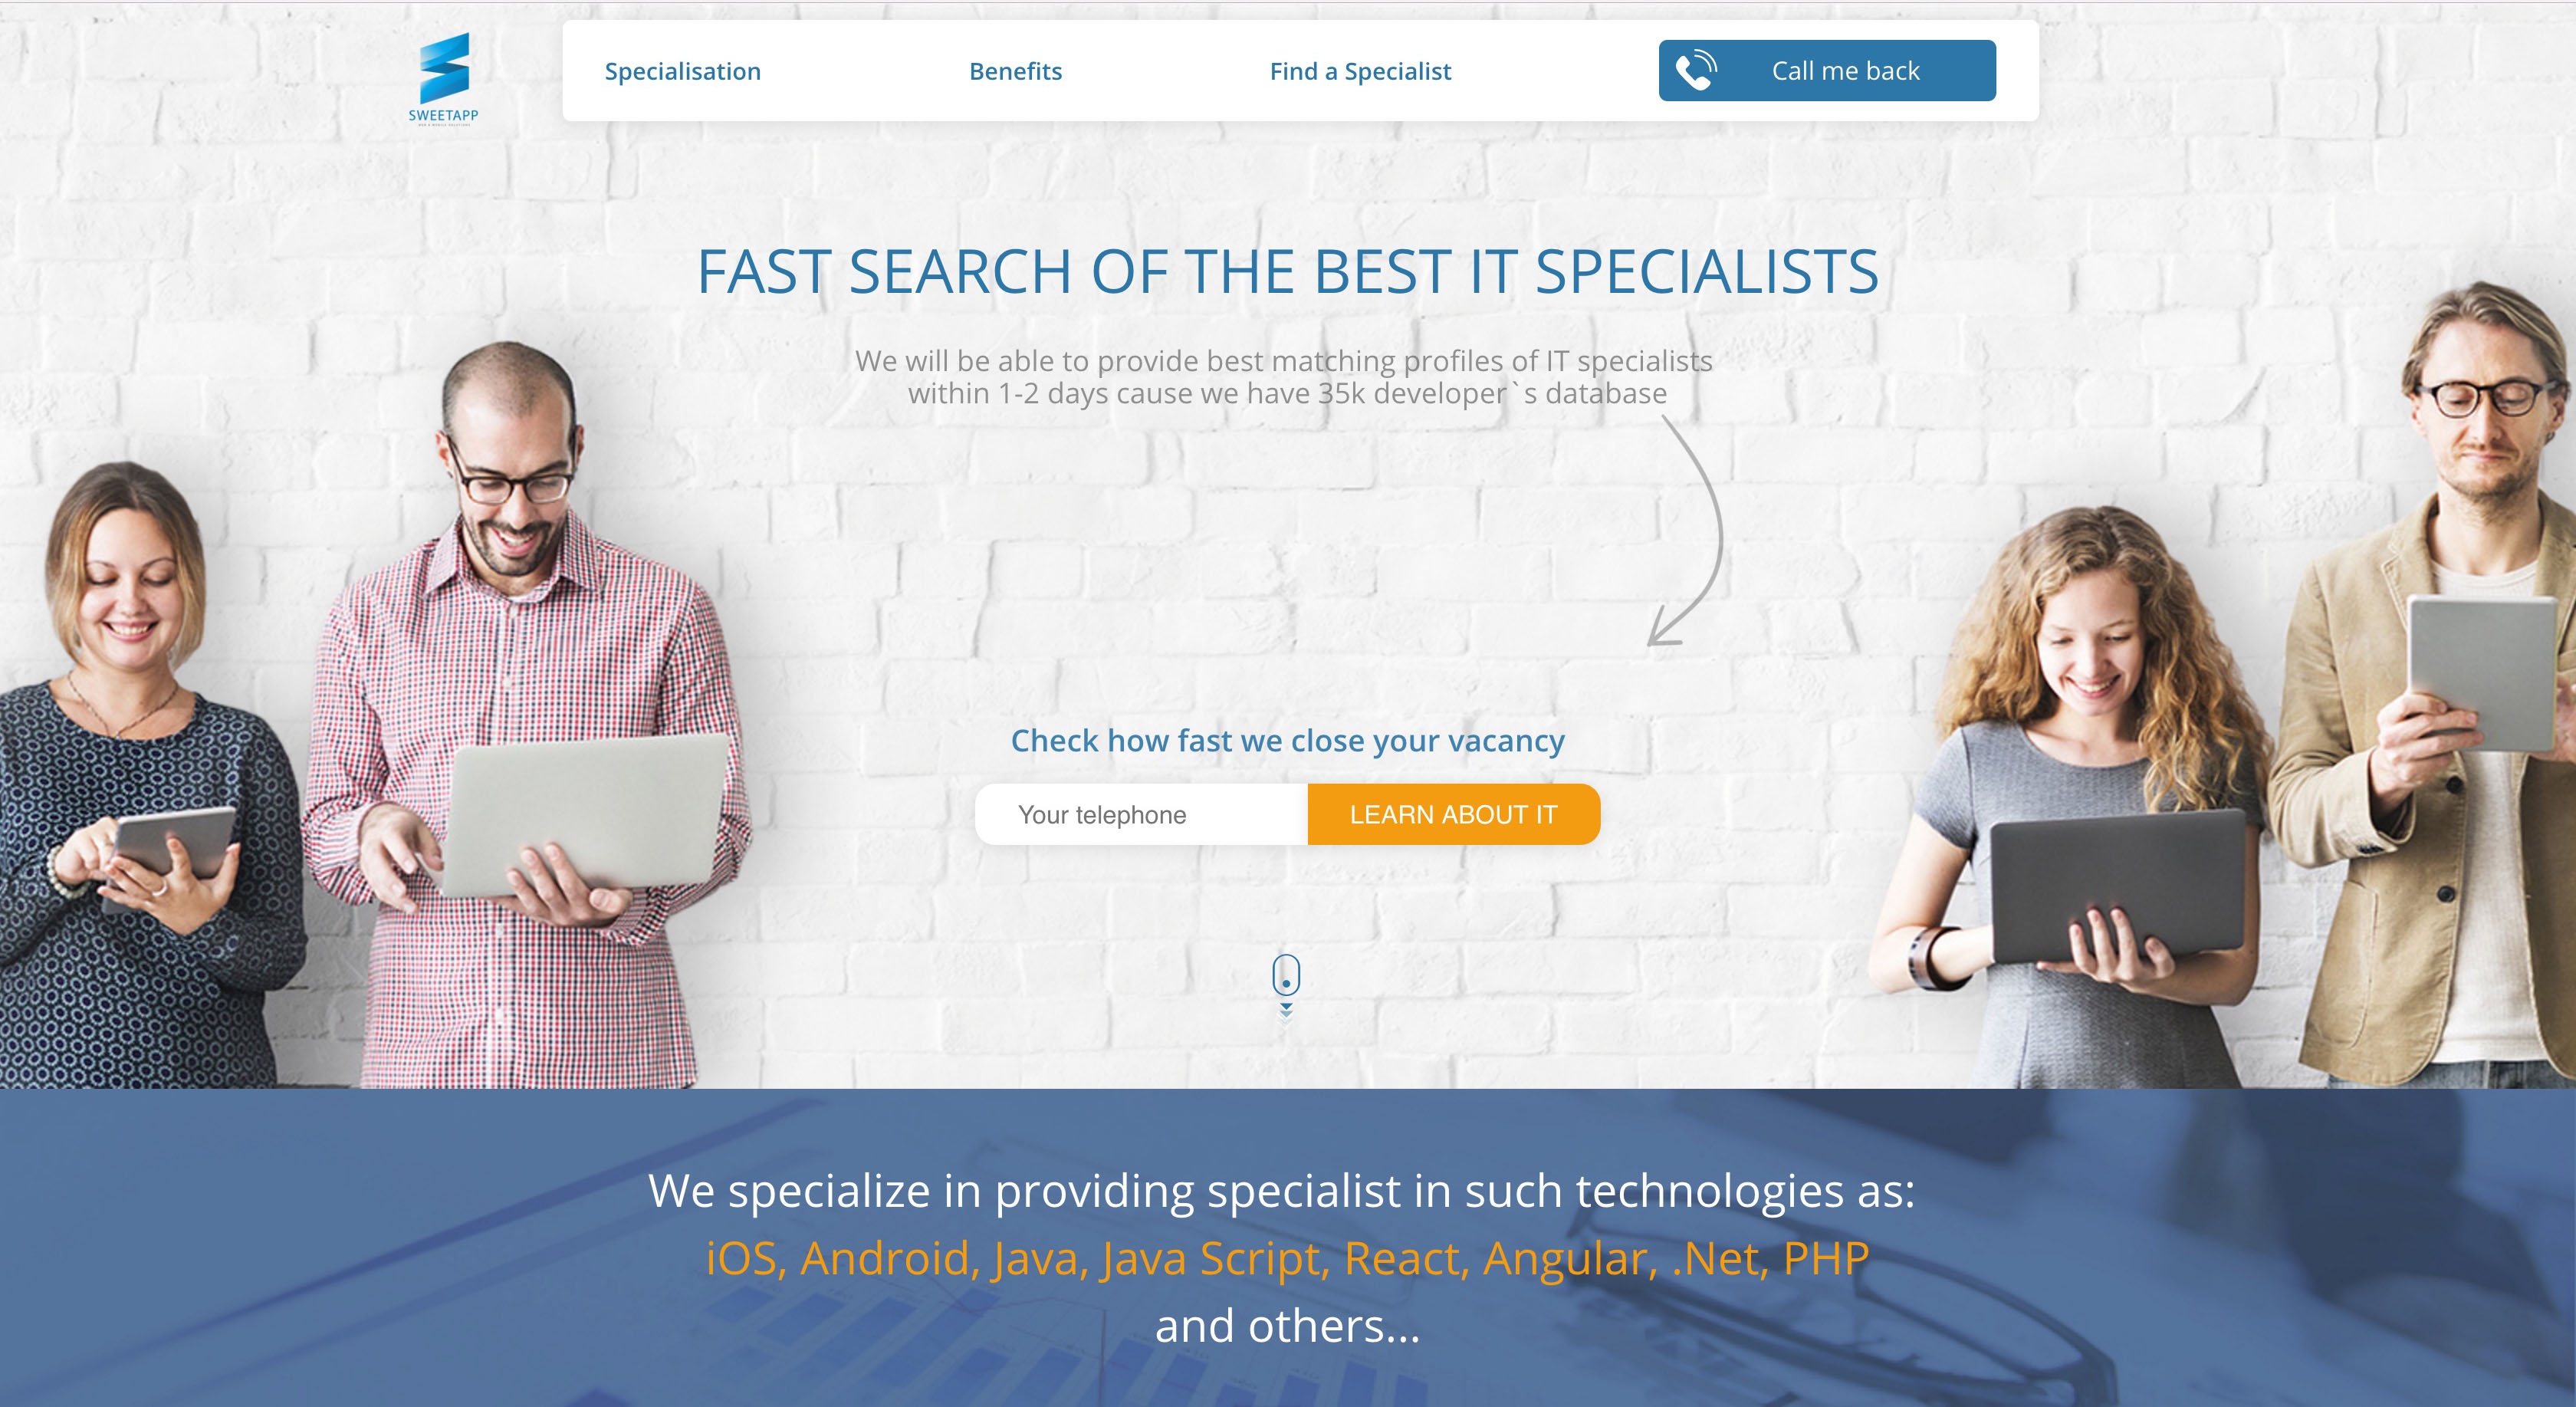 SWEETAPP
Specialisation
Benefits
Find a Specialist
Call me back
FAST SEARCH OF THE BEST IT SPECIALISTS
We will be able to provide best matching profiles of IT specialists
within 1-2 days cause we have 35k developer`s database
Check how fast we close your vacancy
Your telephone
LEARN ABOUT IT
We specialize in providing specialist in such technologies as:
iOS, Android, Java, Java Script, React, Angular, .Net, PHP
and others...